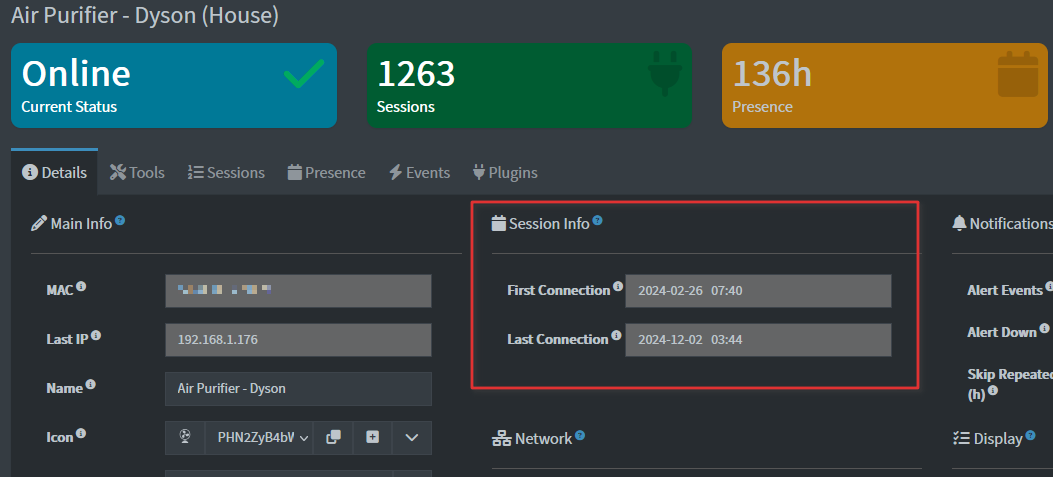 Air Purifier - Dyson (House)
Online
Current Status
1263
Sessions
136h
Presence
Details Tools Sessions Presence Events Plugins
Main Info
MAC
Last IP 192.168.1.176
Name Air Purifier - Dyson
Icon PHN2ZyB4bW
Session Info
First Connection 2024-02-26 07:40
Last Connection 2024-12-02 03:44
Network
Notifications
Alert Events
Alert Down
Skip Repeated
(h)
Display